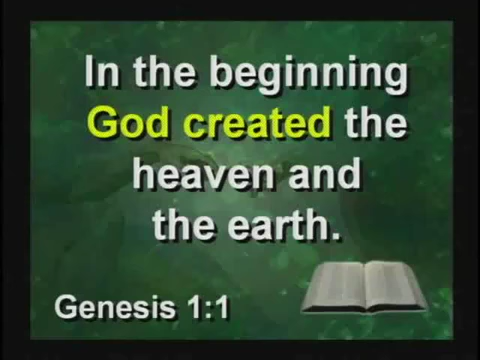 In the beginning
God created the
heaven and
the earth.
Genesis 1:1